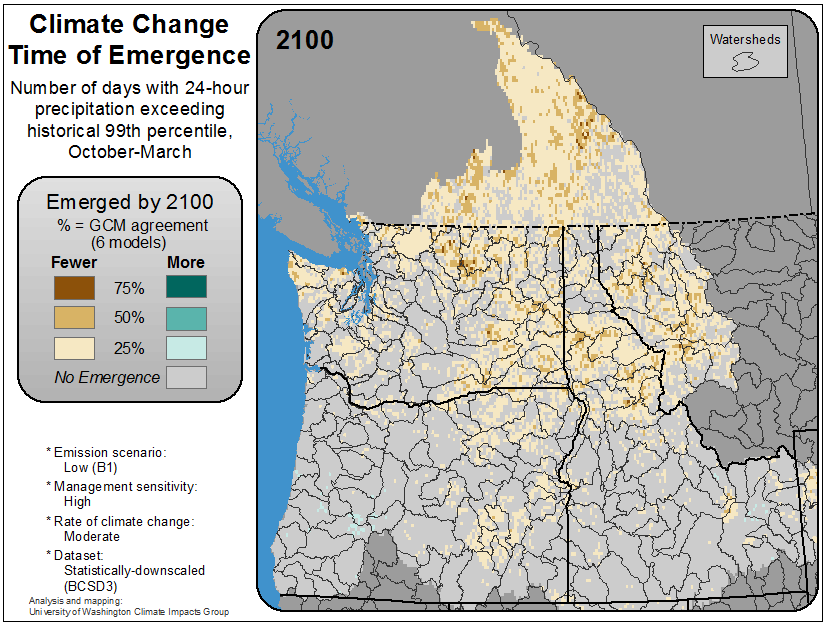 Climate Change
Time of Emergence
Number of days with 24-hour
precipitation exceeding
historical 99th percentile,
October-March
Emerged by 2100
% = GCM agreement
(6 models)
Fewer More
75%
50%
25%
No Emergence
* Emission scenario:
Low (B1)
* Management sensitivity:
High
* Rate of climate change:
Moderate
* Dataset:
Statistically-downscaled
(BCSD3)
Analysis and mapping:
University of Washington Climate Impacts Group
2100
Watersheds